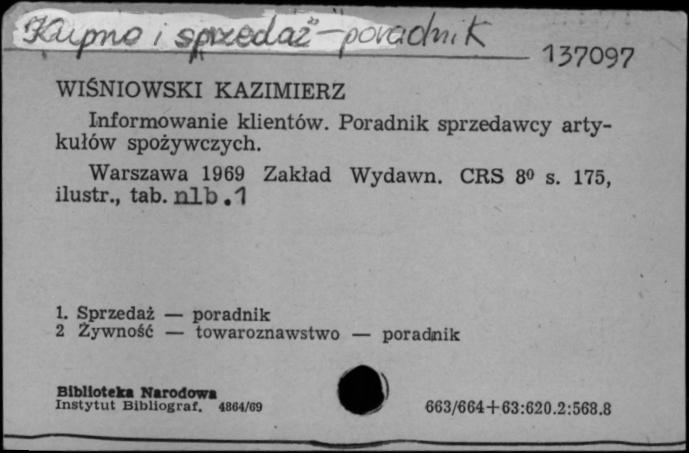 Kupno i sprzedaż – poradnik
137097
WIŚNIOWSKI KAZIMIERZ
Informowanie klientów. Poradnik sprzedawcy arty-
kułów spożywczych.
Warszawa 1969 Zakład Wydawn. CRS 8⁰ s. 175,
ilustr., tab. nlb.1
1. Sprzedaż — poradnik
2 Żywność — towaroznawstwo — poradnik
Biblioteka Narodowa
Instytut Bibliograf. 4864/69
663/664+63:620.2:568.8